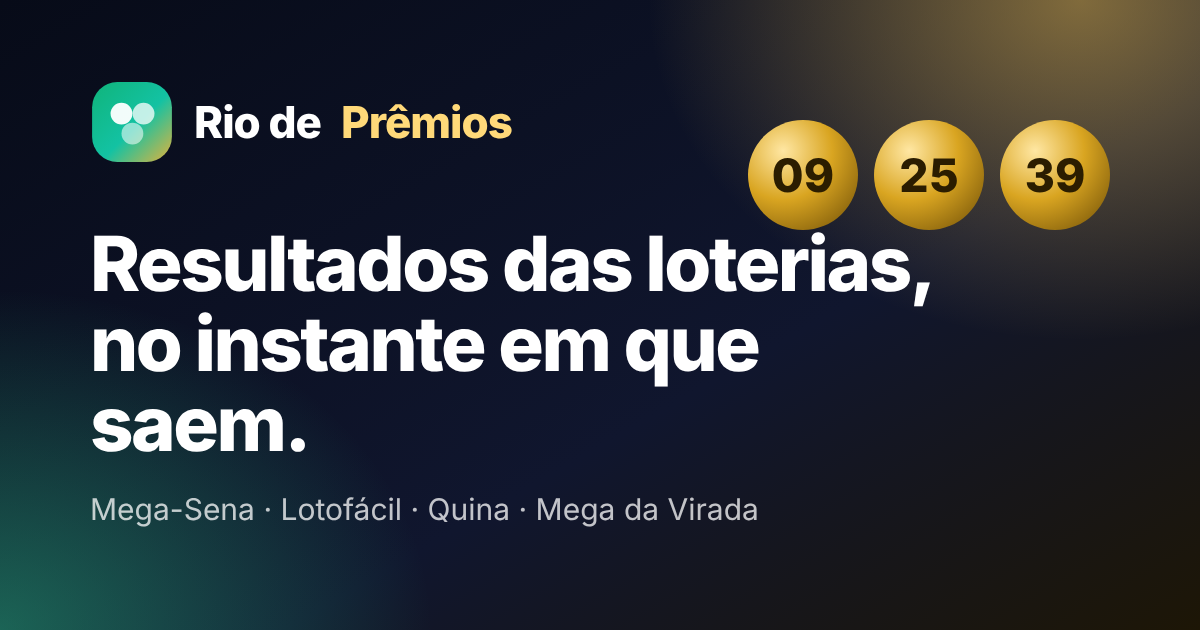 Rio de Prêmios
09 25 39
Resultados das loterias,
no instante em que
saem.
Mega-Sena · Lotofácil · Quina · Mega da Virada